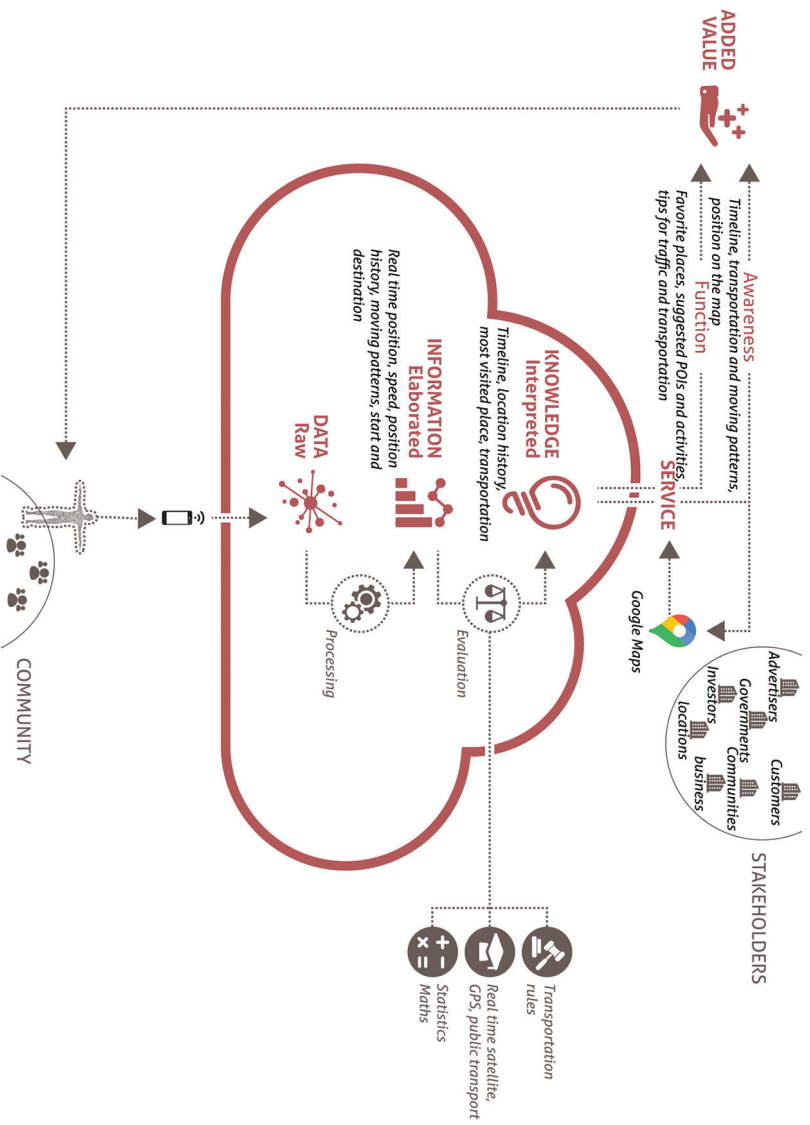 ADDED
VALUE
Awareness
Timeline, transportation and moving patterns,
position on the map
Function
Favorite places, suggested POIs and activities,
tips for traffic and transportation
SERVICE
Google Maps
STAKEHOLDERS
Advertisers
Customers
Governments
Communities
Investors
business
locations
KNOWLEDGE
Interpreted
Timeline, location history,
most visited place, transportation
Evaluation
INFORMATION
Elaborated
Real time position, speed, position
history, moving patterns, start and
destination
Processing
DATA
Raw
Transportation
rules
Real time satellite,
GPS, public transport
Statistics
Maths
COMMUNITY